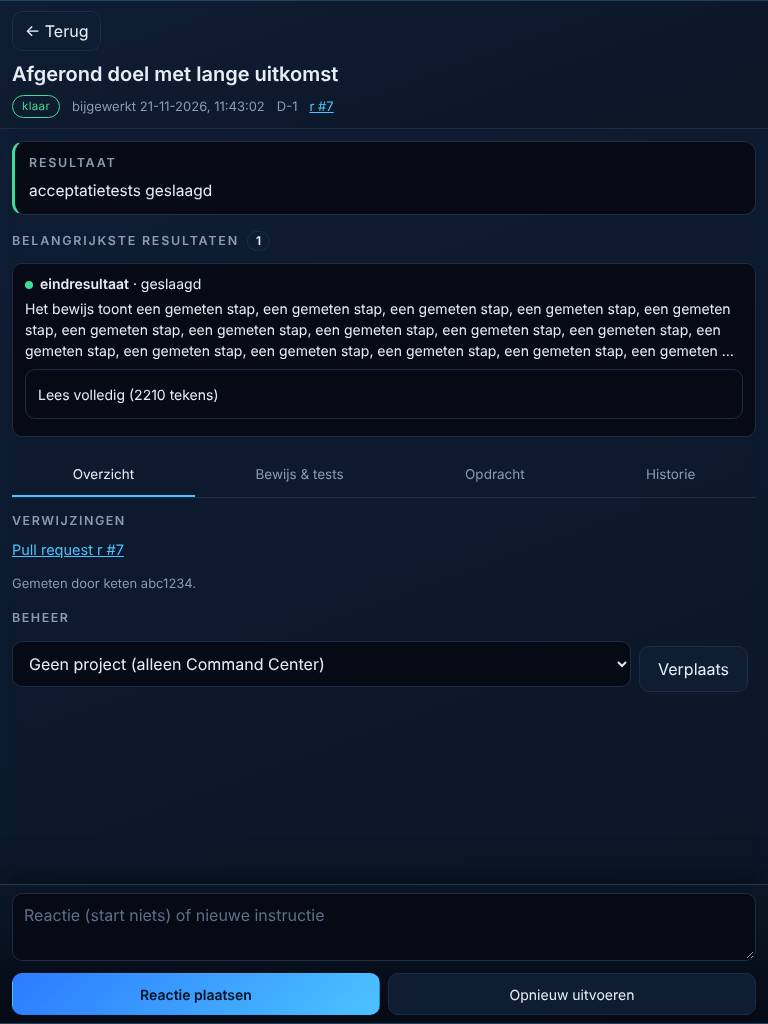 ← Terug
Afgerond doel met lange uitkomst
klaar bijgewerkt 21-11-2026, 11:43:02 D-1 r #7
RESULTAAT
acceptatietests geslaagd
BELANGRIJKSTE RESULTATEN 1
eindresultaat · geslaagd
Het bewijs toont een gemeten stap, een gemeten stap, een gemeten stap, een gemeten stap, een gemeten
stap, een gemeten stap, een gemeten stap, een gemeten stap, een gemeten stap, een gemeten stap, een
gemeten stap, een gemeten stap, een gemeten stap, een gemeten stap, een gemeten stap, een gemeten ...
Lees volledig (2210 tekens)
Overzicht Bewijs & tests Opdracht Historie
VERWIJZINGEN
Pull request r #7
Gemeten door keten abc1234.
BEHEER
Geen project (alleen Command Center) Verplaats
Reactie (start niets) of nieuwe instructie
Reactie plaatsen Opnieuw uitvoeren